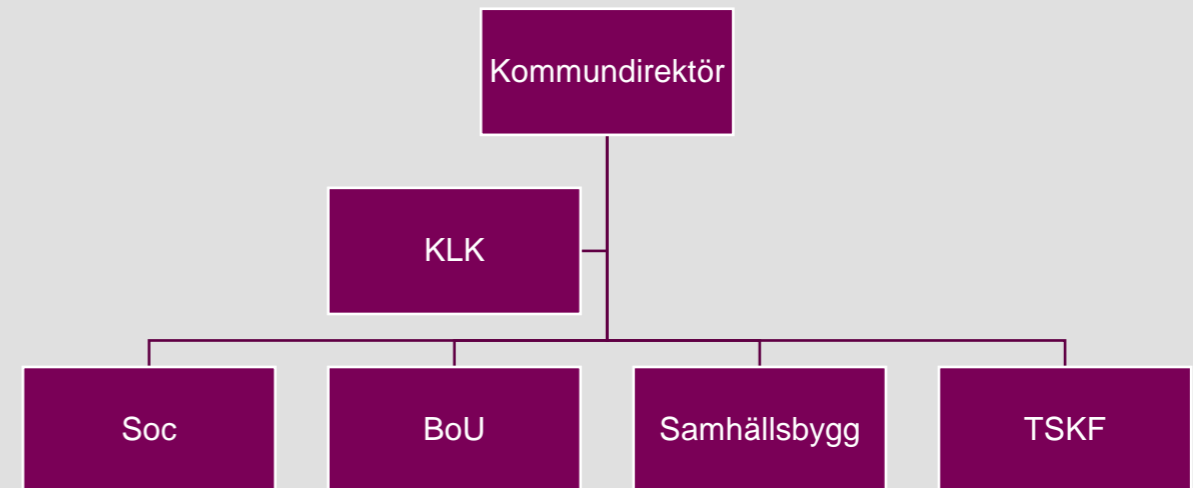 Kommundirektör
KLK
Soc
BoU
Samhällsbygg
TSKF